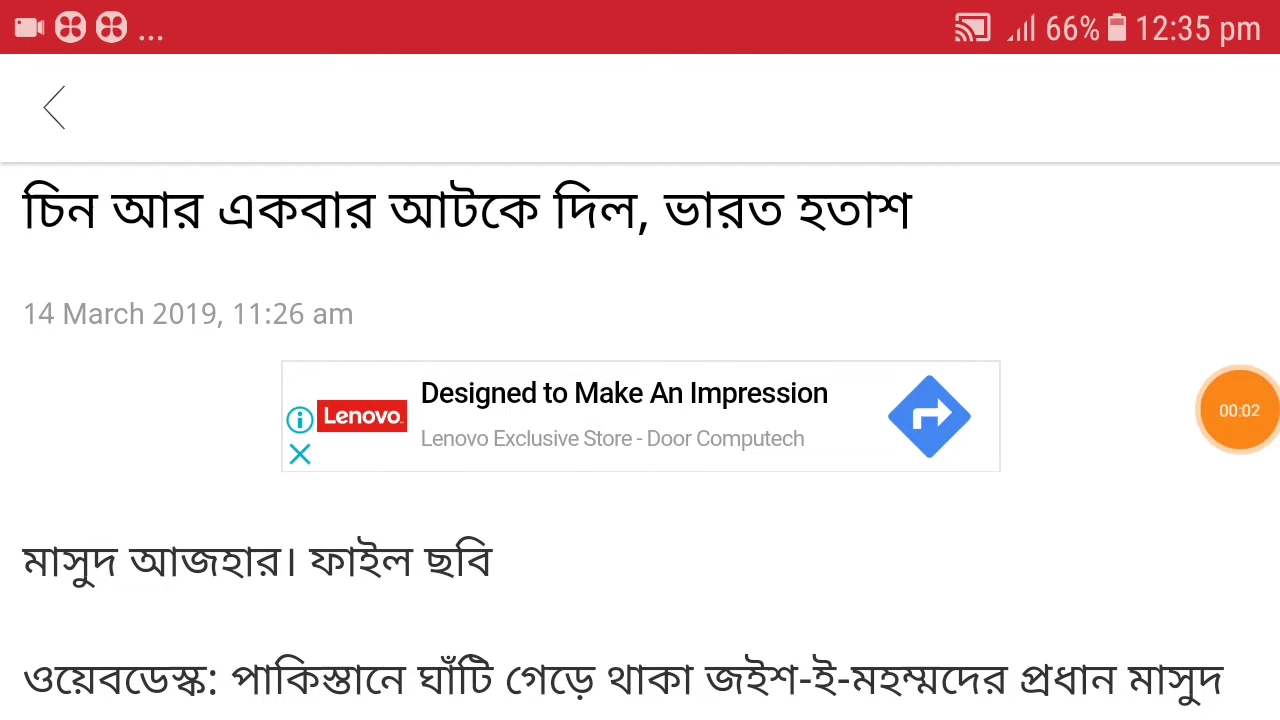 ... 66% 12:35 pm
চিন আর একবার আটকে দিল, ভারত হতাশ
14 March 2019, 11:26 am
Lenovo
Designed to Make An Impression
Lenovo Exclusive Store - Door Computech
00:02
মাসুদ আজহার। ফাইল ছবি
ওয়েবডেস্ক: পাকিস্তানে ঘাঁটি গেড়ে থাকা জইশ-ই-মহম্মদের প্রধান মাসুদ